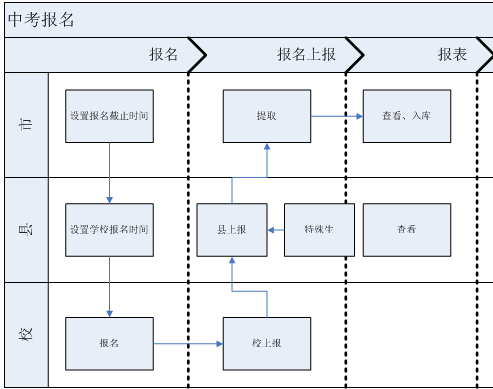 中考报名
报名
报名上报
报表
市
设置报名截止时间
提取
查看、入库
县
设置学校报名时间
县上报
特殊生
查看
校
报名
校上报